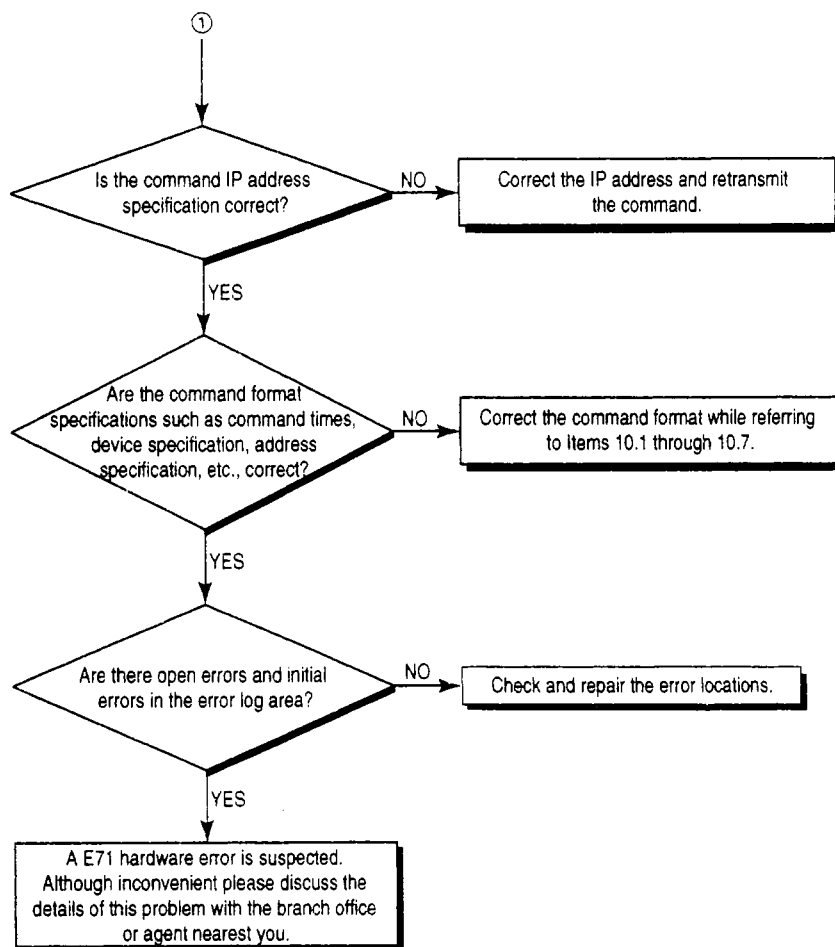 ①
Is the command IP address
specification correct?
NO
Correct the IP address and retransmit
the command.
YES
Are the command format
specifications such as command times,
device specification, address
specification, etc., correct?
NO
Correct the command format while referring
to Items 10.1 through 10.7.
YES
Are there open errors and initial
errors in the error log area?
NO
Check and repair the error locations.
YES
A E71 hardware error is suspected.
Although inconvenient please discuss the
details of this problem with the branch office
or agent nearest you.